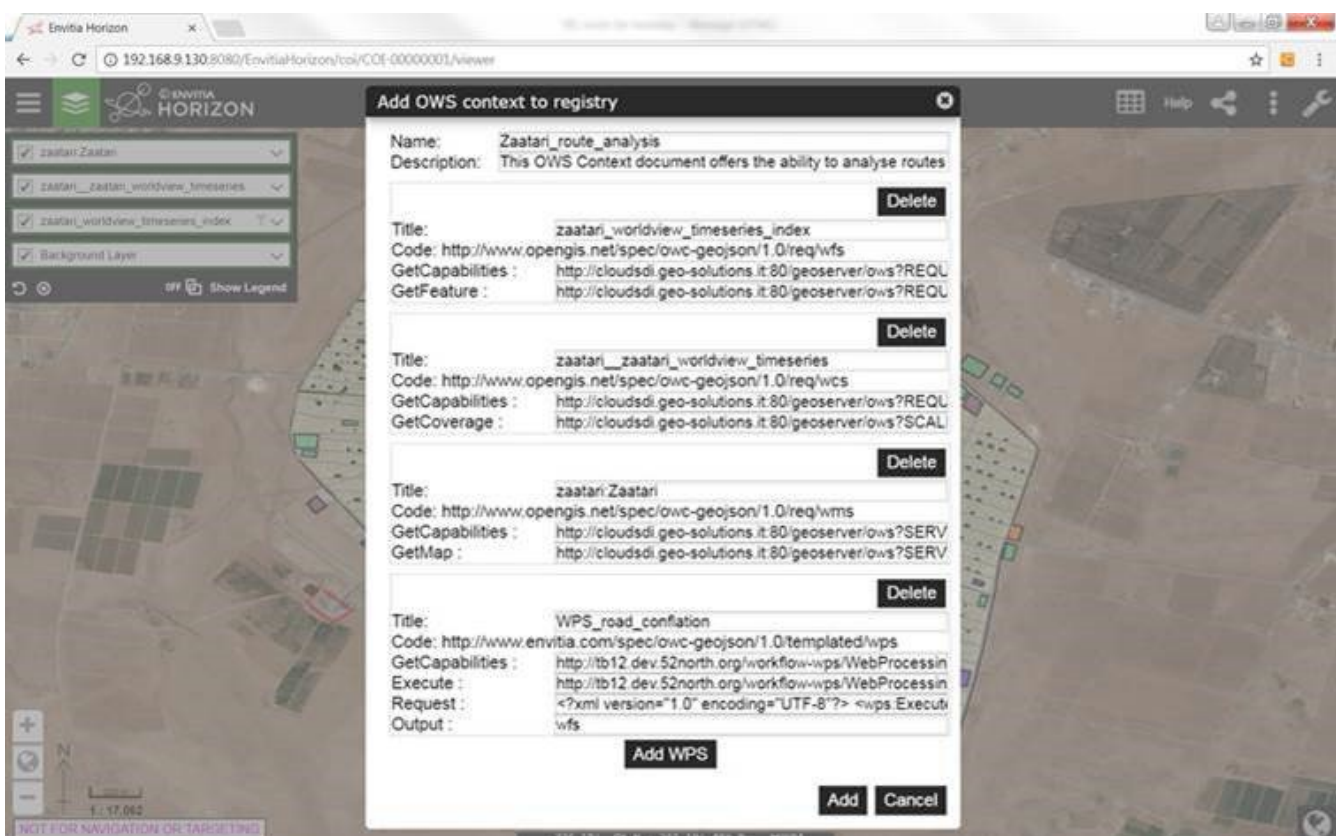 Envitia Horizon
192.168.9.130:8080/EnvitiaHorizon/coi/COI-00000001/viewer
ENVITIA
HORIZON
Help
zaatari:Zaatari
zaatari__zaatari_worldview_timeseries
zaatari_worldview_timeseries_index
Background Layer
OFF Show Legend
Add OWS context to registry
Name: Zaatari_route_analysis
Description: This OWS Context document offers the ability to analyse routes
Delete
Title: zaatari_worldview_timeseries_index
Code: http://www.opengis.net/spec/owc-geojson/1.0/req/wfs
GetCapabilities : http://cloudsdi.geo-solutions.it:80/geoserver/ows?REQU
GetFeature : http://cloudsdi.geo-solutions.it:80/geoserver/ows?REQU
Delete
Title: zaatari__zaatari_worldview_timeseries
Code: http://www.opengis.net/spec/owc-geojson/1.0/req/wcs
GetCapabilities : http://cloudsdi.geo-solutions.it:80/geoserver/ows?REQU
GetCoverage : http://cloudsdi.geo-solutions.it:80/geoserver/ows?SCAL
Delete
Title: zaatari:Zaatari
Code: http://www.opengis.net/spec/owc-geojson/1.0/req/wms
GetCapabilities : http://cloudsdi.geo-solutions.it:80/geoserver/ows?SERV
GetMap : http://cloudsdi.geo-solutions.it:80/geoserver/ows?SERV
Delete
Title: WPS_road_conflation
Code: http://www.envitia.com/spec/owc-geojson/1.0/templated/wps
GetCapabilities : http://tb12.dev.52north.org/workflow-wps/WebProcessin
Execute : http://tb12.dev.52north.org/workflow-wps/WebProcessin
Request : <?xml version="1.0" encoding="UTF-8"?> <wps:Execute
Output : wfs
Add WPS
Add Cancel
N
1 : 17,062
NOT FOR NAVIGATION OR TARGETING